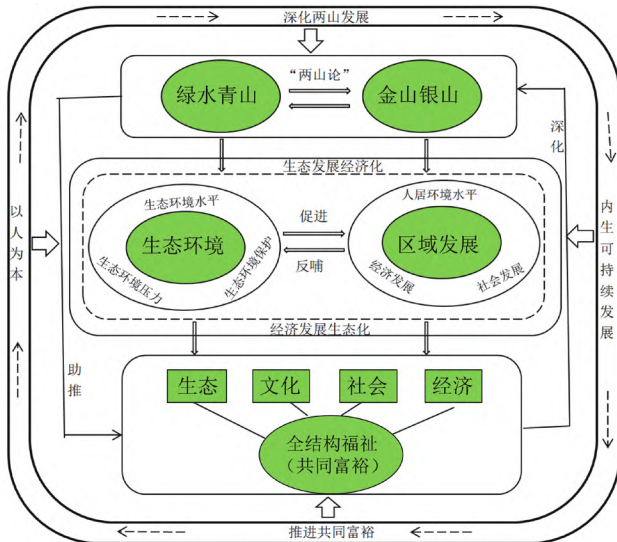 深化两山发展
绿水青山
“两山论”
金山银山
深化
生态发展经济化
生态环境水平
生态环境
生态环境压力
生态环境保护
促进
反哺
人居环境水平
区域发展
经济发展
社会发展
经济发展生态化
以人为本
内生可持续发展
助推
生态
文化
社会
经济
全结构福祉
（共同富裕）
推进共同富裕